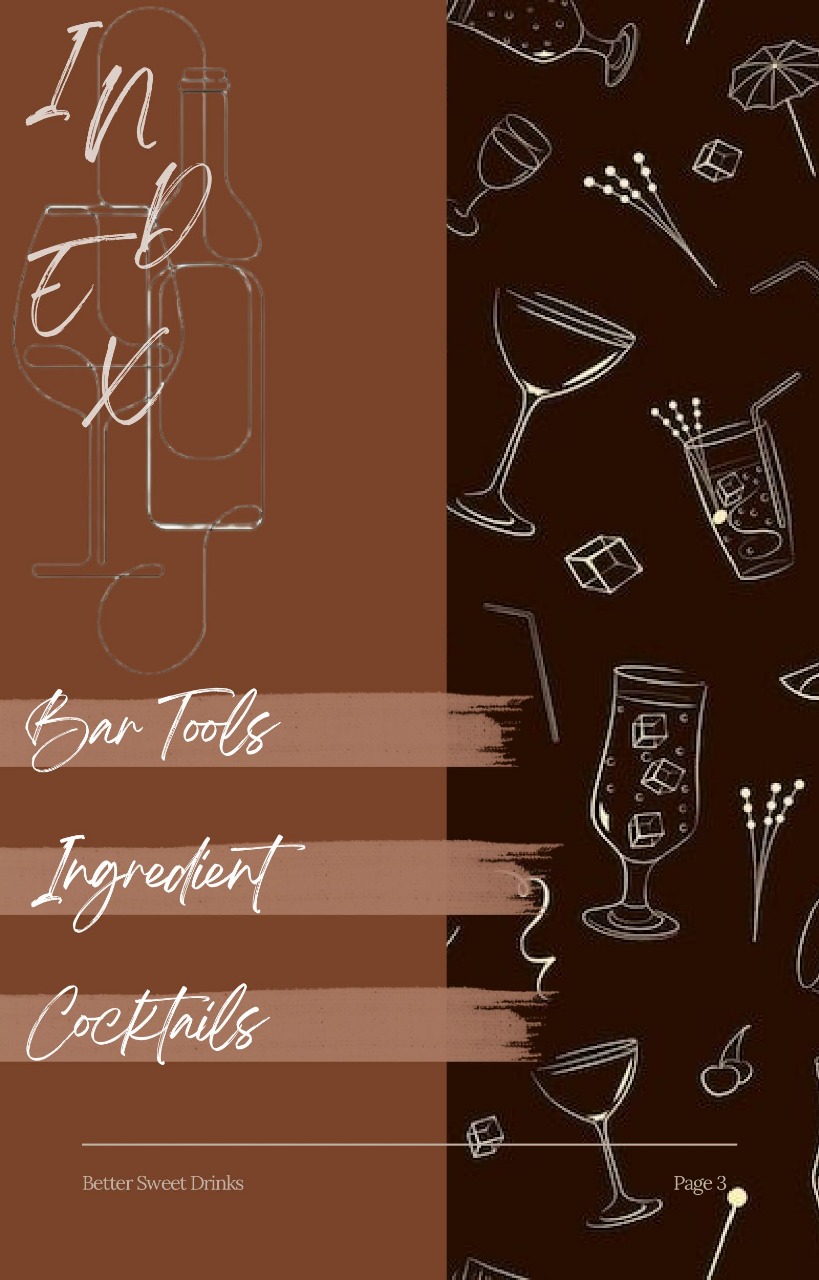 INDEX
Bar Tools
Ingredient
Cocktails
Better Sweet Drinks
Page 3